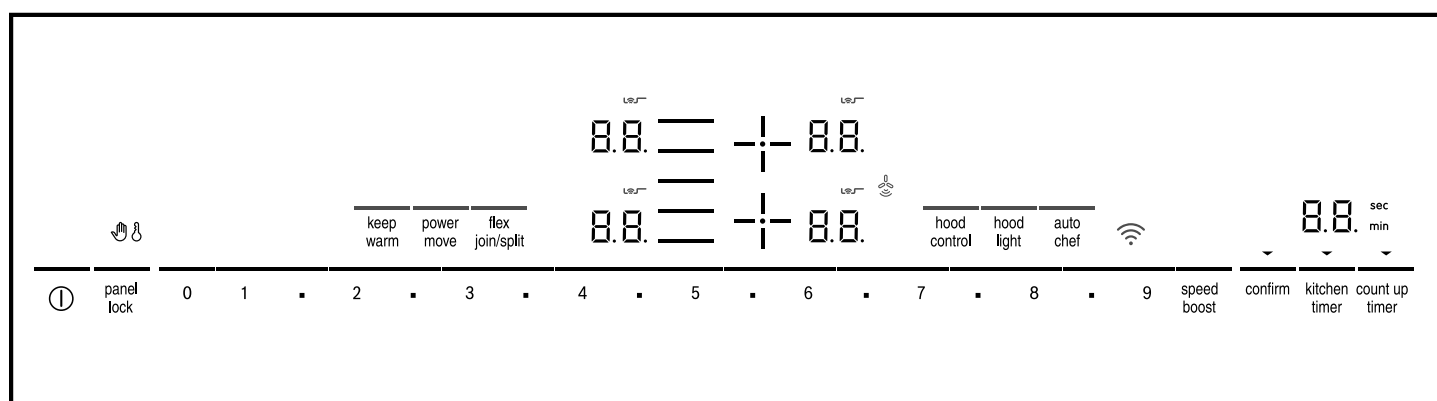 8.8.
8.8.
8.8.
8.8.
keep
warm
power
move
flex
join/split
hood
control
hood
light
auto
chef
8.8.
sec
min
panel
lock
0 1 . 2 . 3 . 4 . 5 . 6 . 7 . 8 . 9
speed
boost
confirm
kitchen
timer
count up
timer